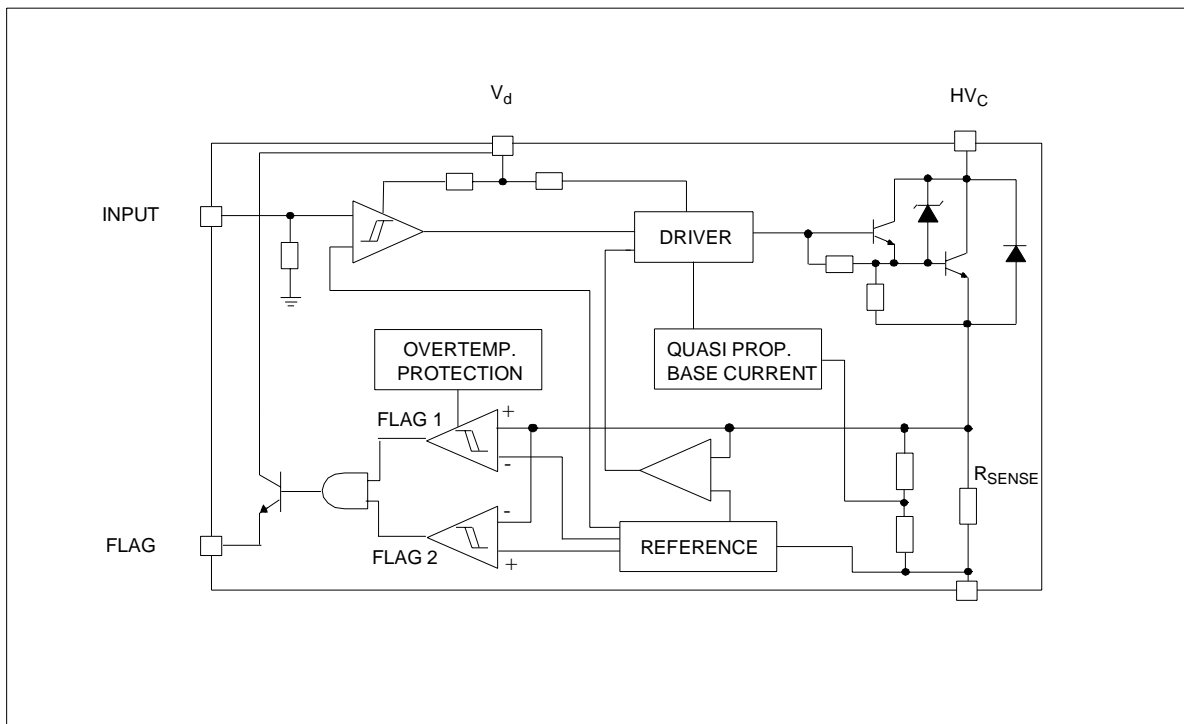 Vd
HVC
INPUT
DRIVER
OVERTEMP.
PROTECTION
QUASI PROP.
BASE CURRENT
FLAG 1
+
-
-
RSENSE
-
FLAG
FLAG 2
REFERENCE
+